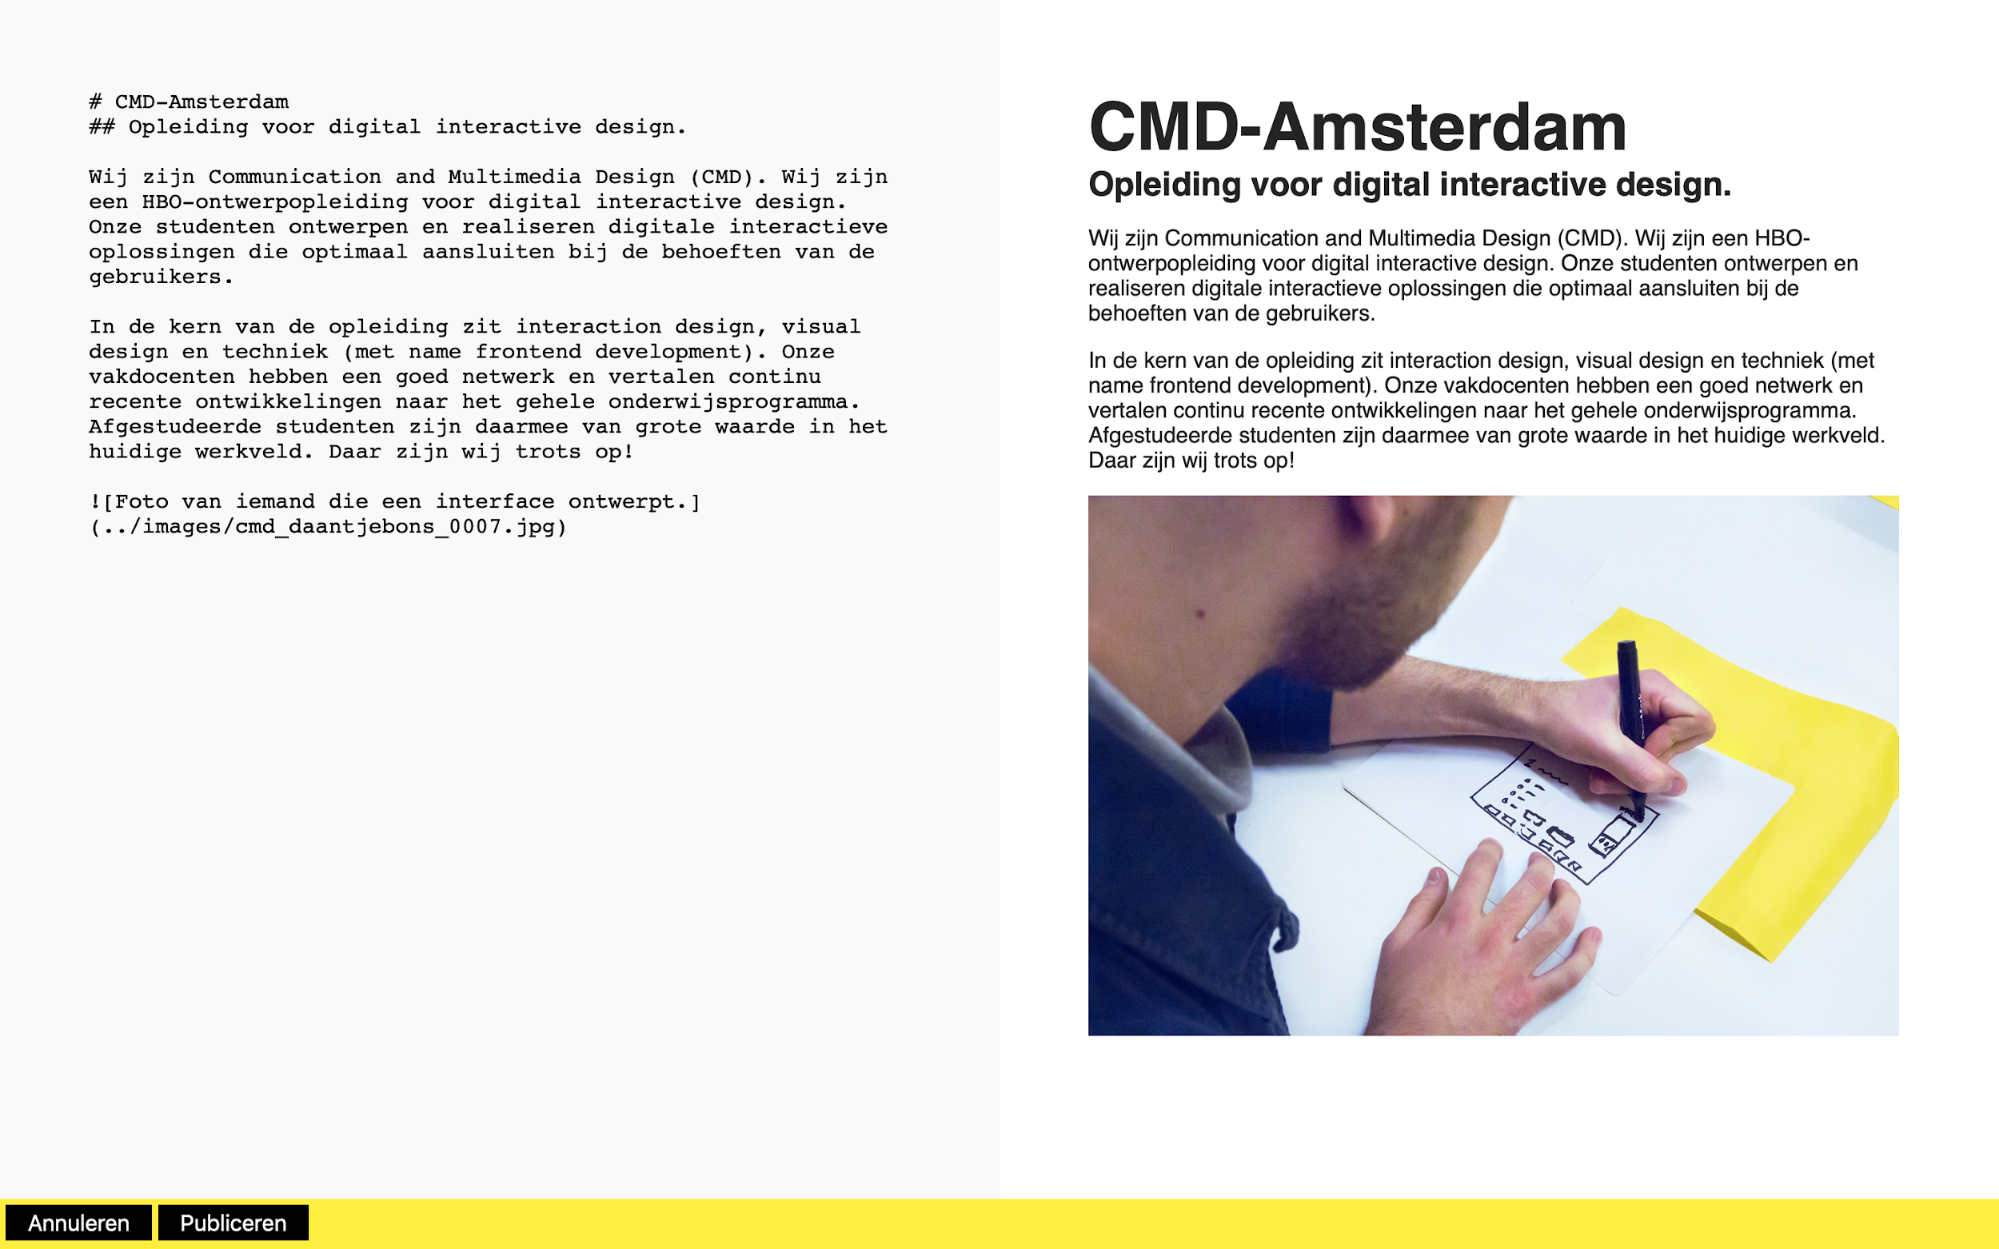 # CMD-Amsterdam
## Opleiding voor digital interactive design.
Wij zijn Communication and Multimedia Design (CMD). Wij zijn
een HBO-ontwerpopleiding voor digital interactive design.
Onze studenten ontwerpen en realiseren digitale interactieve
oplossingen die optimaal aansluiten bij de behoeften van de
gebruikers.
In de kern van de opleiding zit interaction design, visual
design en techniek (met name frontend development). Onze
vakdocenten hebben een goed netwerk en vertalen continu
recente ontwikkelingen naar het gehele onderwijsprogramma.
Afgestudeerde studenten zijn daarmee van grote waarde in het
huidige werkveld. Daar zijn wij trots op!
![Foto van iemand die een interface ontwerpt.]
(../images/cmd_daantjebons_0007.jpg)
CMD-Amsterdam
Opleiding voor digital interactive design.
Wij zijn Communication and Multimedia Design (CMD). Wij zijn een HBO-
ontwerpopleiding voor digital interactive design. Onze studenten ontwerpen en
realiseren digitale interactieve oplossingen die optimaal aansluiten bij de
behoeften van de gebruikers.
In de kern van de opleiding zit interaction design, visual design en techniek (met
name frontend development). Onze vakdocenten hebben een goed netwerk en
vertalen continu recente ontwikkelingen naar het gehele onderwijsprogramma.
Afgestudeerde studenten zijn daarmee van grote waarde in het huidige werkveld.
Daar zijn wij trots op!
Annuleren
Publiceren